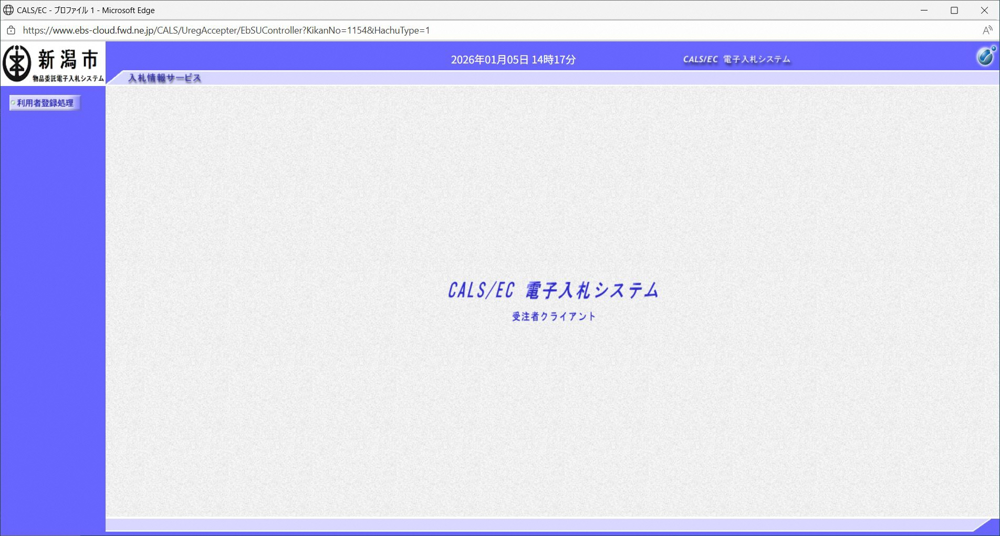 CALS/EC - プロファイル 1 - Microsoft Edge
https://www.ebs-cloud.fwd.ne.jp/CALS/UregAccepter/EbSUController?KikanNo=1154&HachuType=1
新潟市
物品委託電子入札システム
2026年01月05日 14時17分
CALS/EC 電子入札システム
入札情報サービス
利用者登録処理
CALS/EC 電子入札システム
受注者クライアント